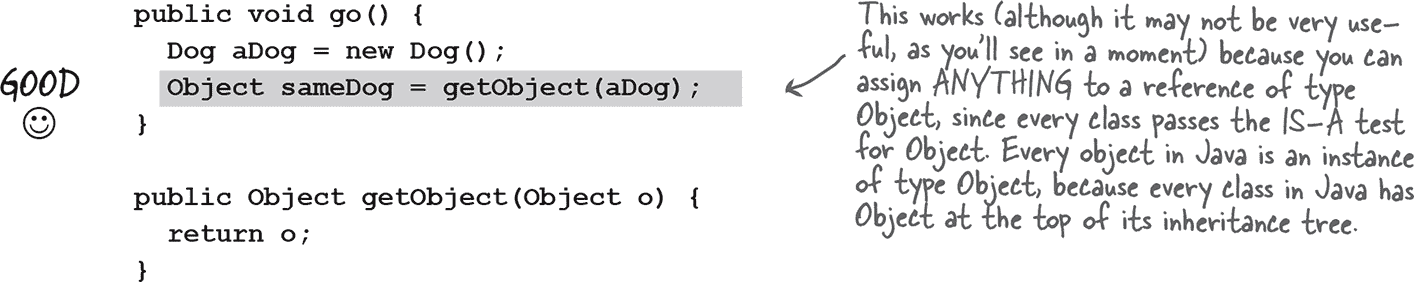 public void go() {
Dog aDog = new Dog();
GOOD
Object sameDog = getObject(aDog);
}
public Object getObject(Object o) {
return o;
}
This works (although it may not be very use-
ful, as you'll see in a moment) because you can
assign ANYTHING to a reference of type
Object, since every class passes the IS-A test
for Object. Every object in Java is an instance
of type Object, because every class in Java has
Object at the top of its inheritance tree.